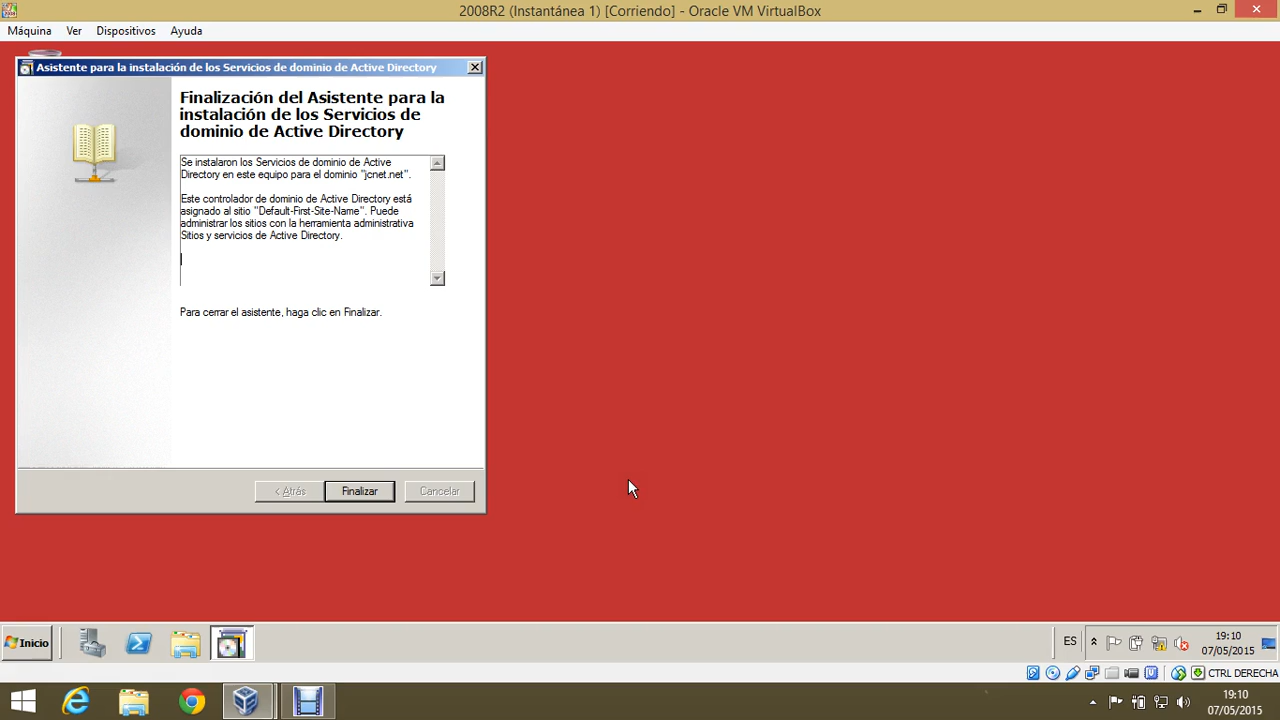 2008R2 (Instantánea 1) [Corriendo] - Oracle VM VirtualBox
Máquina Ver Dispositivos Ayuda
Asistente para la instalación de los Servicios de dominio de Active Directory
Finalización del Asistente para la
instalación de los Servicios de
dominio de Active Directory
Se instalaron los Servicios de dominio de Active
Directory en este equipo para el dominio "jcnet.net".
Este controlador de dominio de Active Directory está
asignado al sitio "Default-First-Site-Name". Puede
administrar los sitios con la herramienta administrativa
Sitios y servicios de Active Directory.
Para cerrar el asistente, haga clic en Finalizar.
< Atrás Finalizar Cancelar
Inicio
ES
19:10
07/05/2015
CTRL DERECHA
19:10
07/05/2015